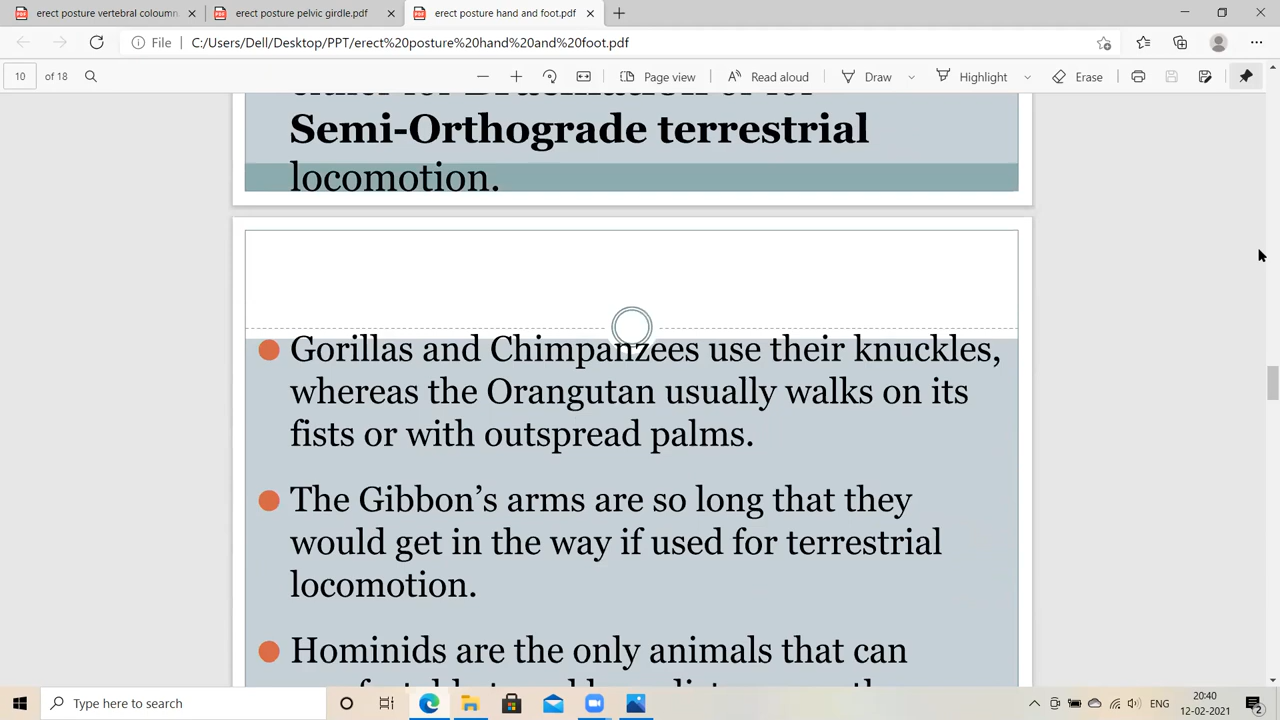 erect posture vertebral coloumn
erect posture pelvic girdle.pdf
erect posture hand and foot.pdf
File
C:/Users/Dell/Desktop/PPT/erect%20posture%20hand%20and%20foot.pdf
10 of 18
Page view
Read aloud
Draw
Highlight
Erase
Semi-Orthograde terrestrial
locomotion.
Gorillas and Chimpanzees use their knuckles,
whereas the Orangutan usually walks on its
fists or with outspread palms.
The Gibbon’s arms are so long that they
would get in the way if used for terrestrial
locomotion.
Hominids are the only animals that can
Type here to search
ENG
20:40
12-02-2021
2